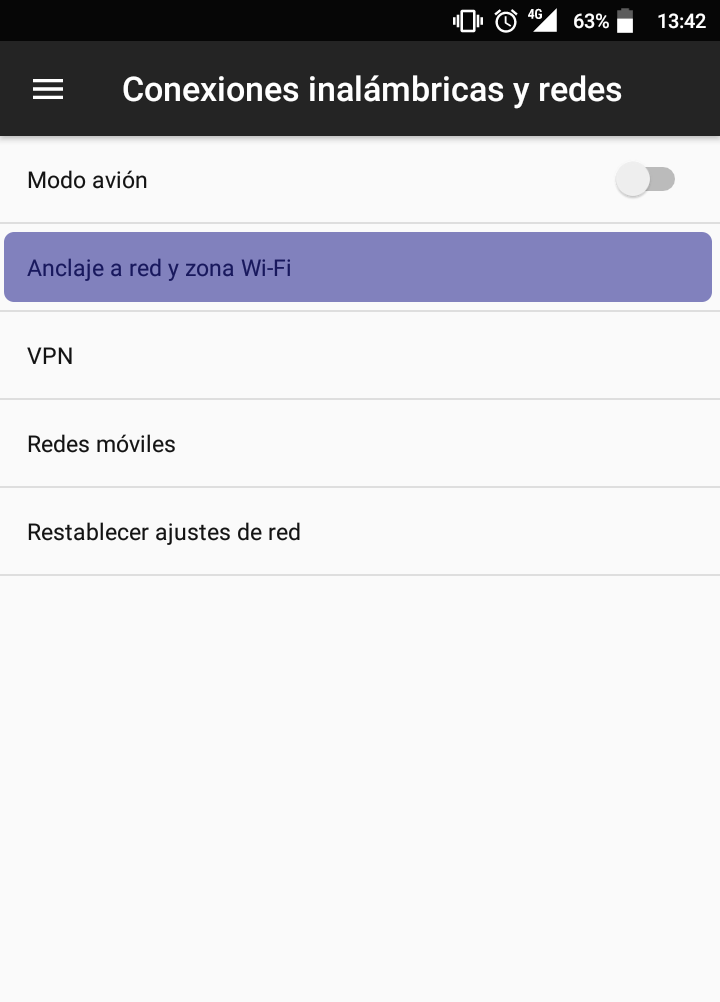 4G 63% 13:42
Conexiones inalámbricas y redes
Modo avión
Anclaje a red y zona Wi-Fi
VPN
Redes móviles
Restablecer ajustes de red